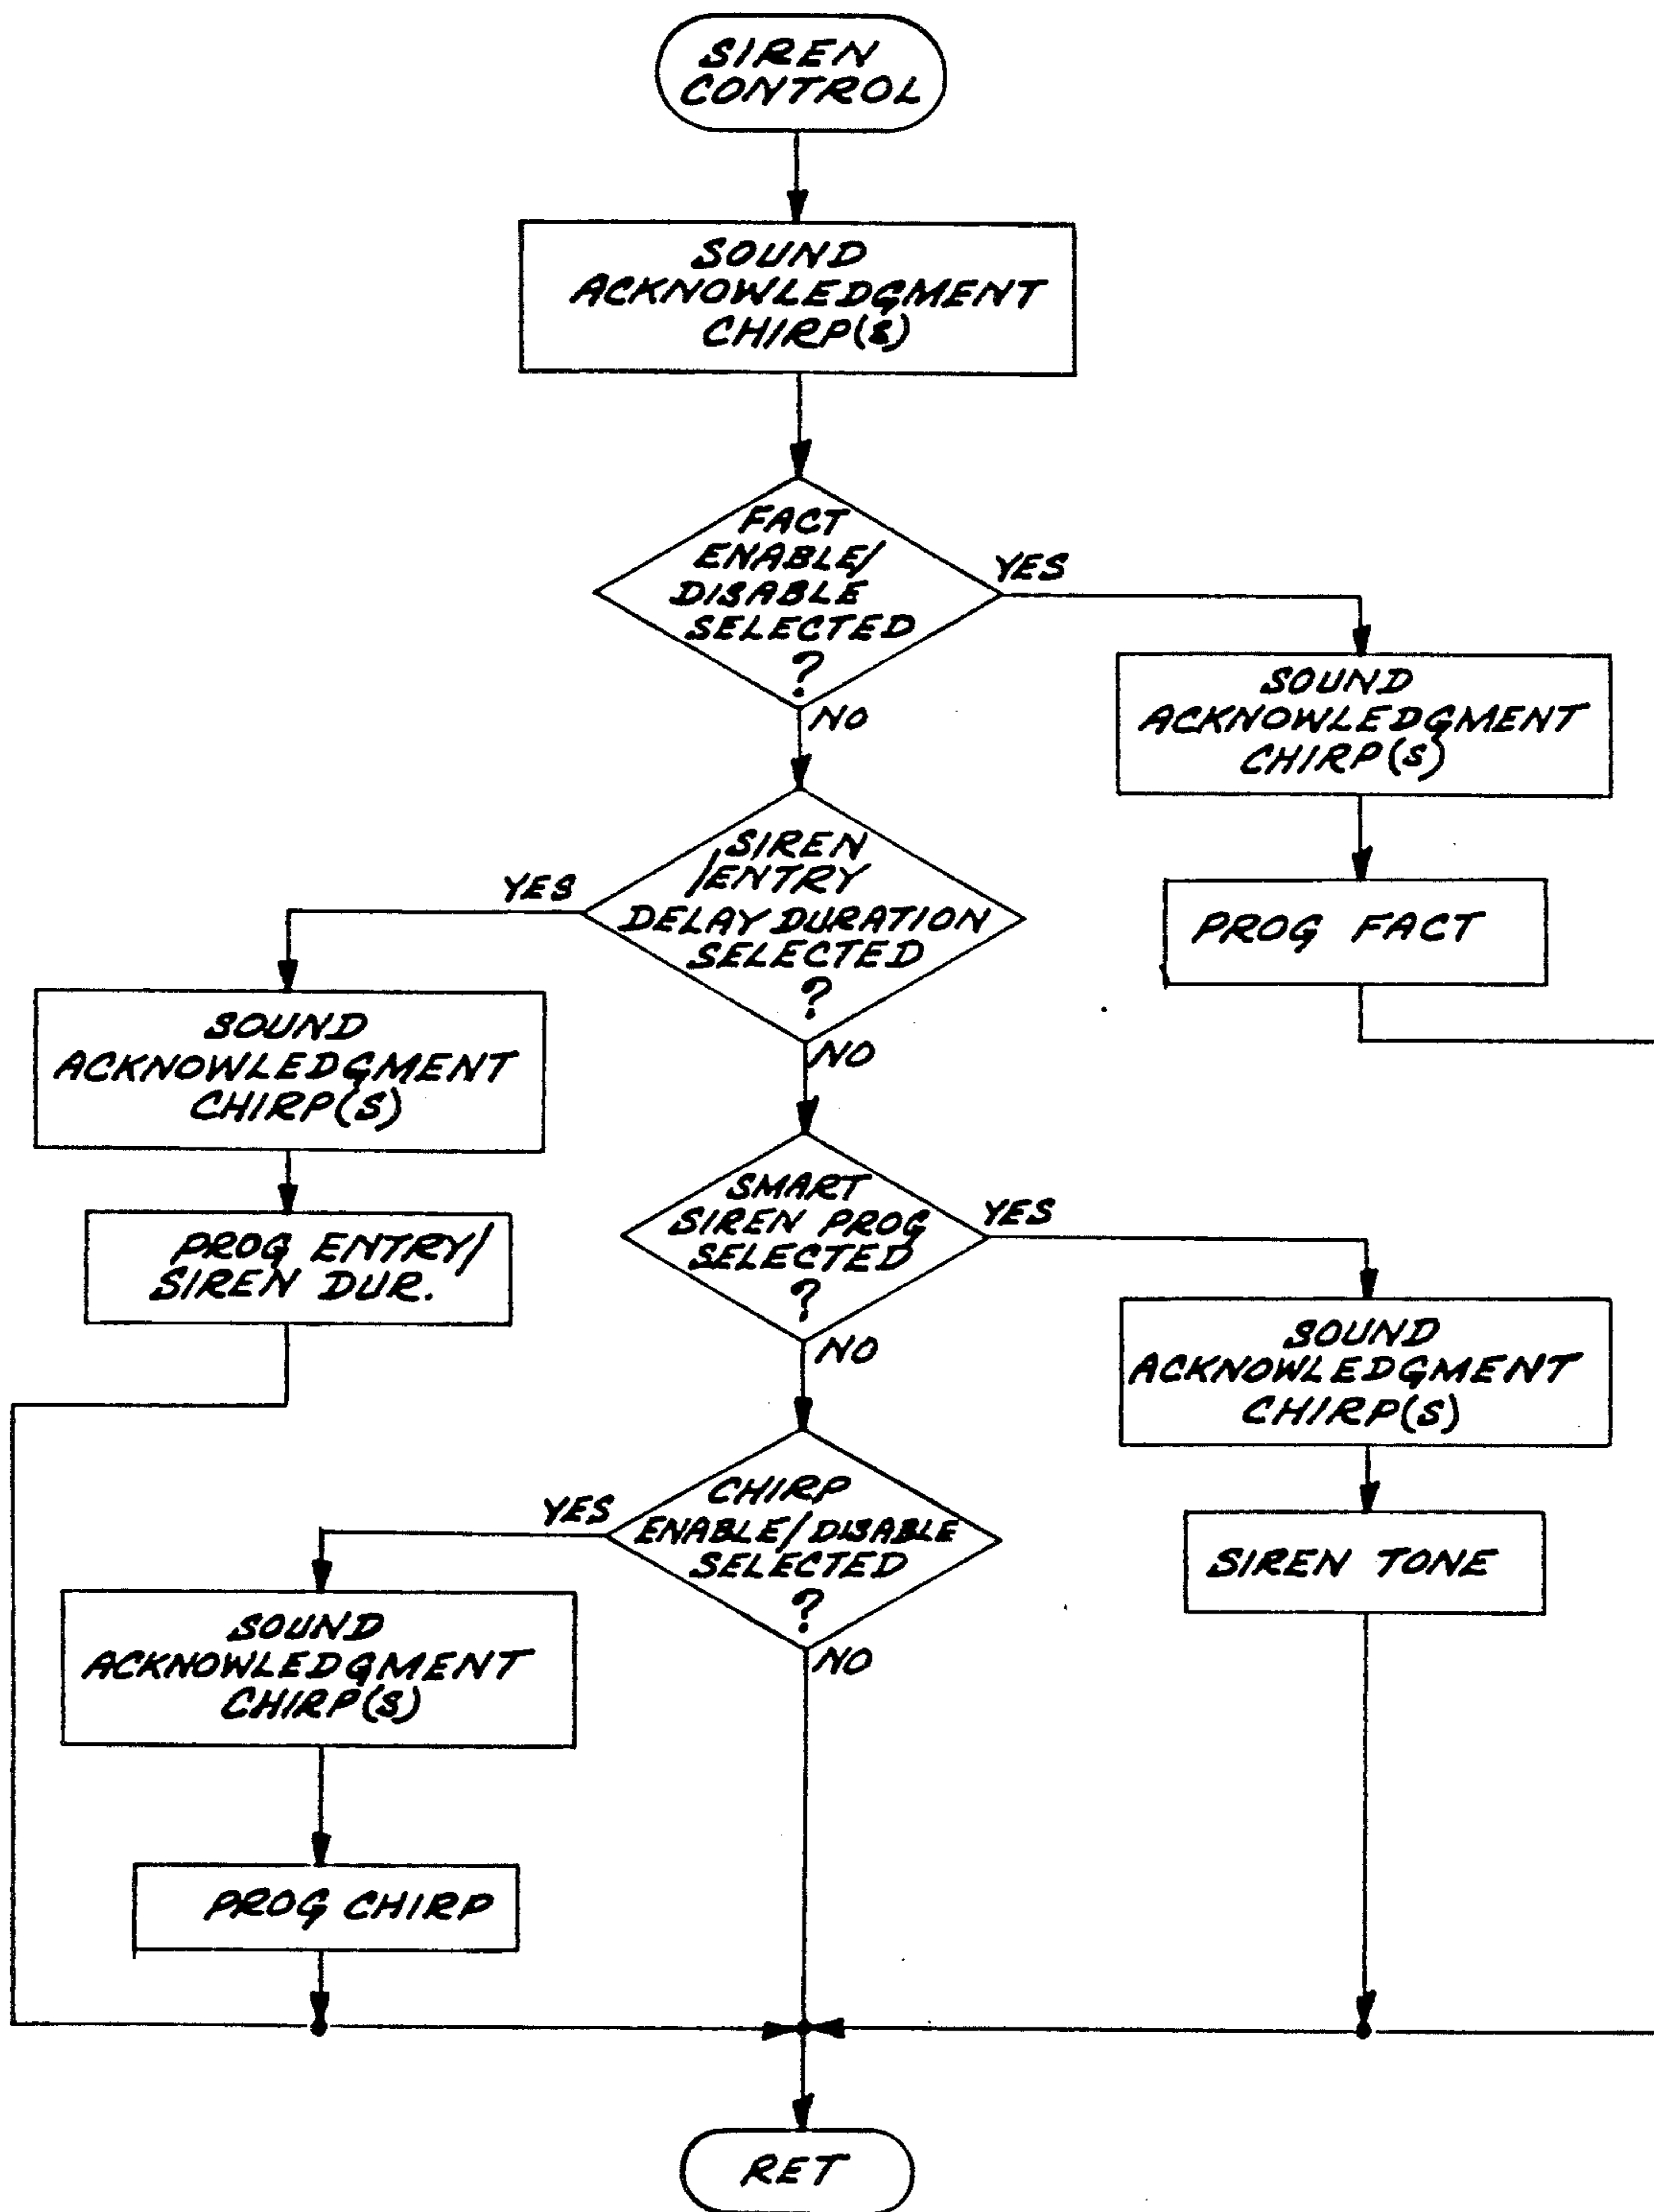 SIREN
CONTROL
SOUND
ACKNOWLEDGMENT
CHIRP(S)
FACT
ENABLE/
DISABLE
SELECTED
?
YES
NO
SOUND
ACKNOWLEDGMENT
CHIRP(S)
PROG FACT
SIREN
/ENTRY
DELAY DURATION
SELECTED
?
YES
NO
SOUND
ACKNOWLEDGMENT
CHIRP(S)
PROG ENTRY/
SIREN DUR.
SMART
SIREN PROG
SELECTED
?
YES
NO
SOUND
ACKNOWLEDGMENT
CHIRP(S)
SIREN TONE
CHIRP
ENABLE/DISABLE
SELECTED
?
YES
NO
SOUND
ACKNOWLEDGMENT
CHIRP(S)
PROG CHIRP
RET